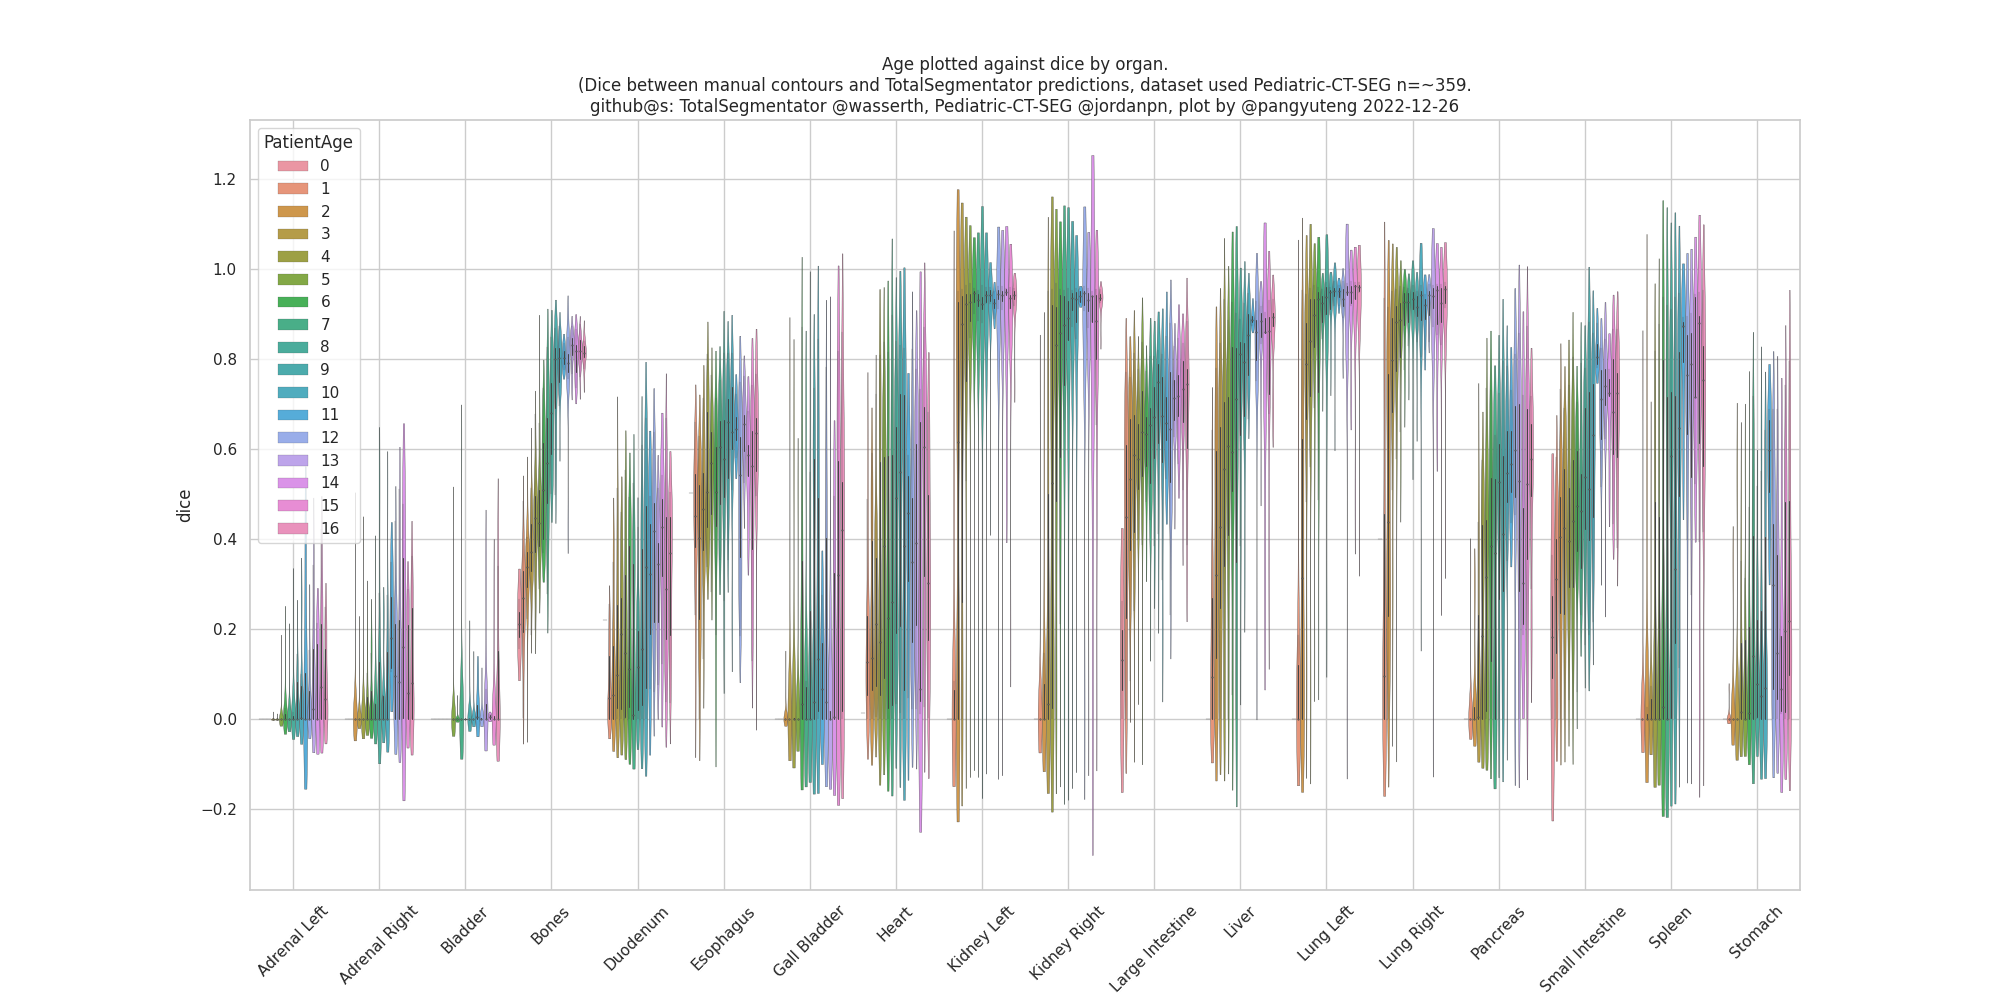 Age plotted against dice by organ.
(Dice between manual contours and TotalSegmentator predictions, dataset used Pediatric-CT-SEG n=~359.
github@s: TotalSegmentator @wasserth, Pediatric-CT-SEG @jordanpn, plot by @pangyuteng 2022-12-26
PatientAge
0
1
2
3
4
5
6
7
8
9
10
11
12
13
14
15
16
dice
1.2
1.0
0.8
0.6
0.4
0.2
0.0
−0.2
Adrenal Left
Adrenal Right
Bladder
Bones
Duodenum
Esophagus
Gall Bladder
Heart
Kidney Left
Kidney Right
Large Intestine
Liver
Lung Left
Lung Right
Pancreas
Small Intestine
Spleen
Stomach